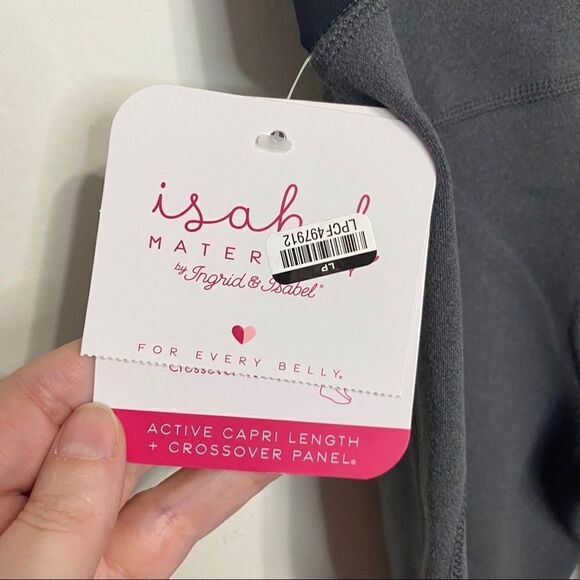 isab
MATER
by Ingrid & Isabel®
LPCF497912
LP
FOR EVERY BELLY®
ACTIVE CAPRI LENGTH
+ CROSSOVER PANEL®